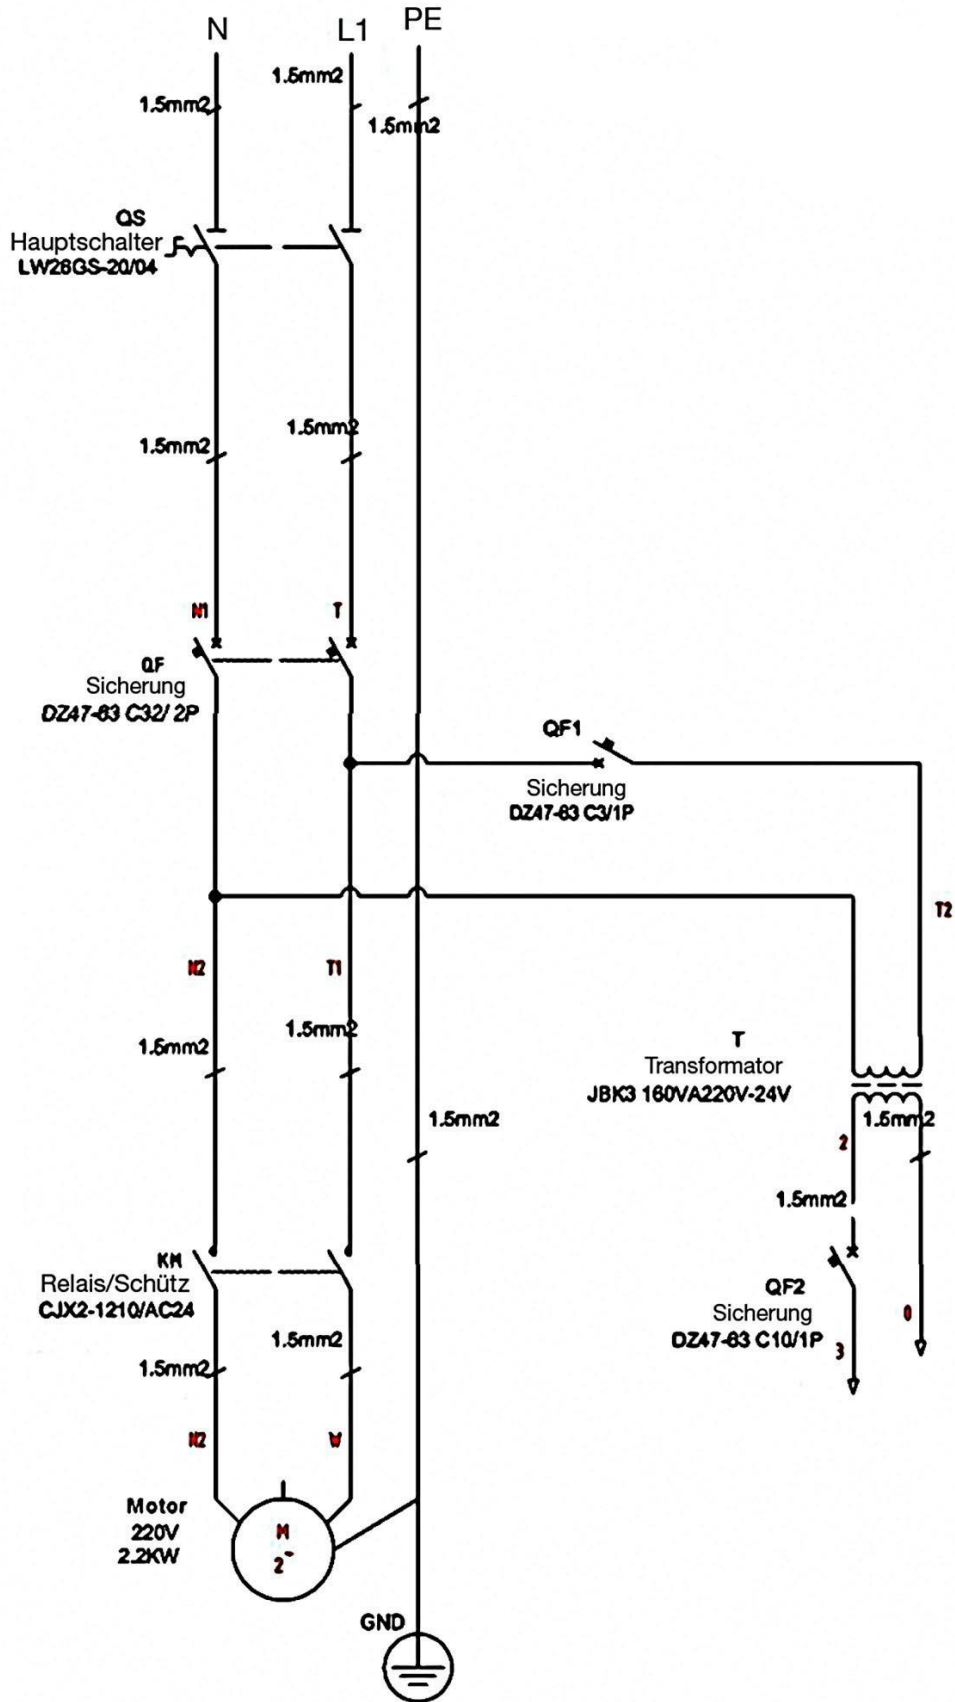 N
L1
PE
1.5mm2
1.5mm2
1.5mm2
QS
Hauptschalter
LW28GS-20/04
1.5mm2
1.5mm2
N1
T
QF
Sicherung
DZ47-63 C32/ 2P
QF1
Sicherung
DZ47-63 C3/1P
T2
N2
T1
1.5mm2
1.5mm2
T
Transformator
JBK3 160VA220V-24V
1.5mm2
1.5mm2
2
1.5mm2
KM
Relais/Schütz
CJX2-1210/AC24
QF2
Sicherung
DZ47-63 C10/1P
0
3
1.5mm2
1.5mm2
N2
W
Motor
220V
2.2KW
M
2~
GND